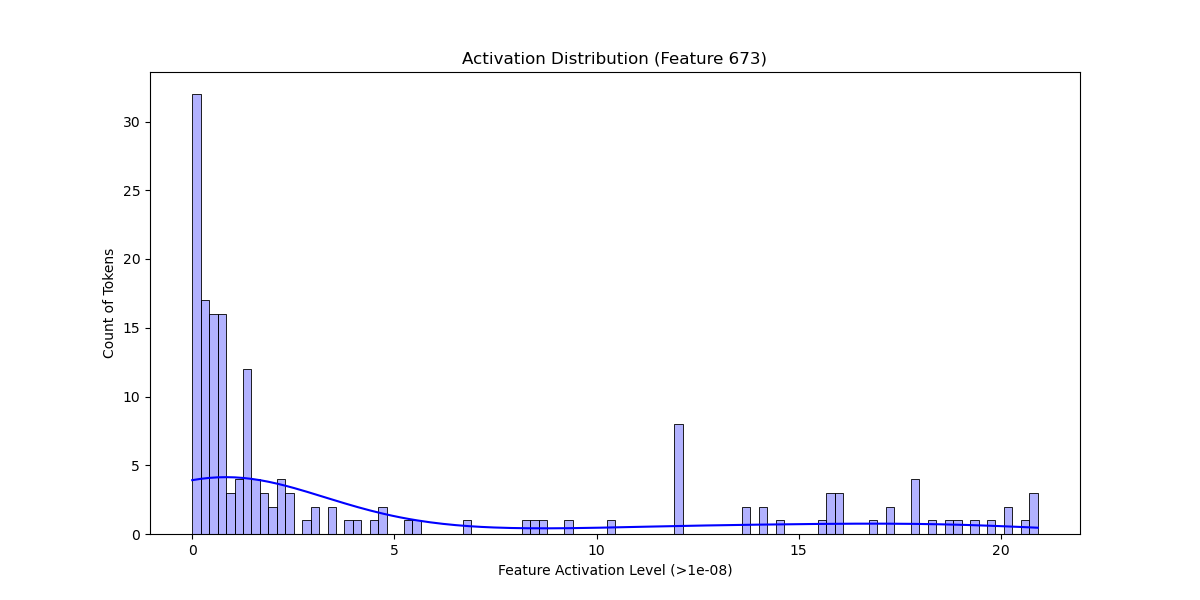 Activation Distribution (Feature 673)
Count of Tokens
30
25
20
15
10
5
0
0 5 10 15 20
Feature Activation Level (>1e-08)